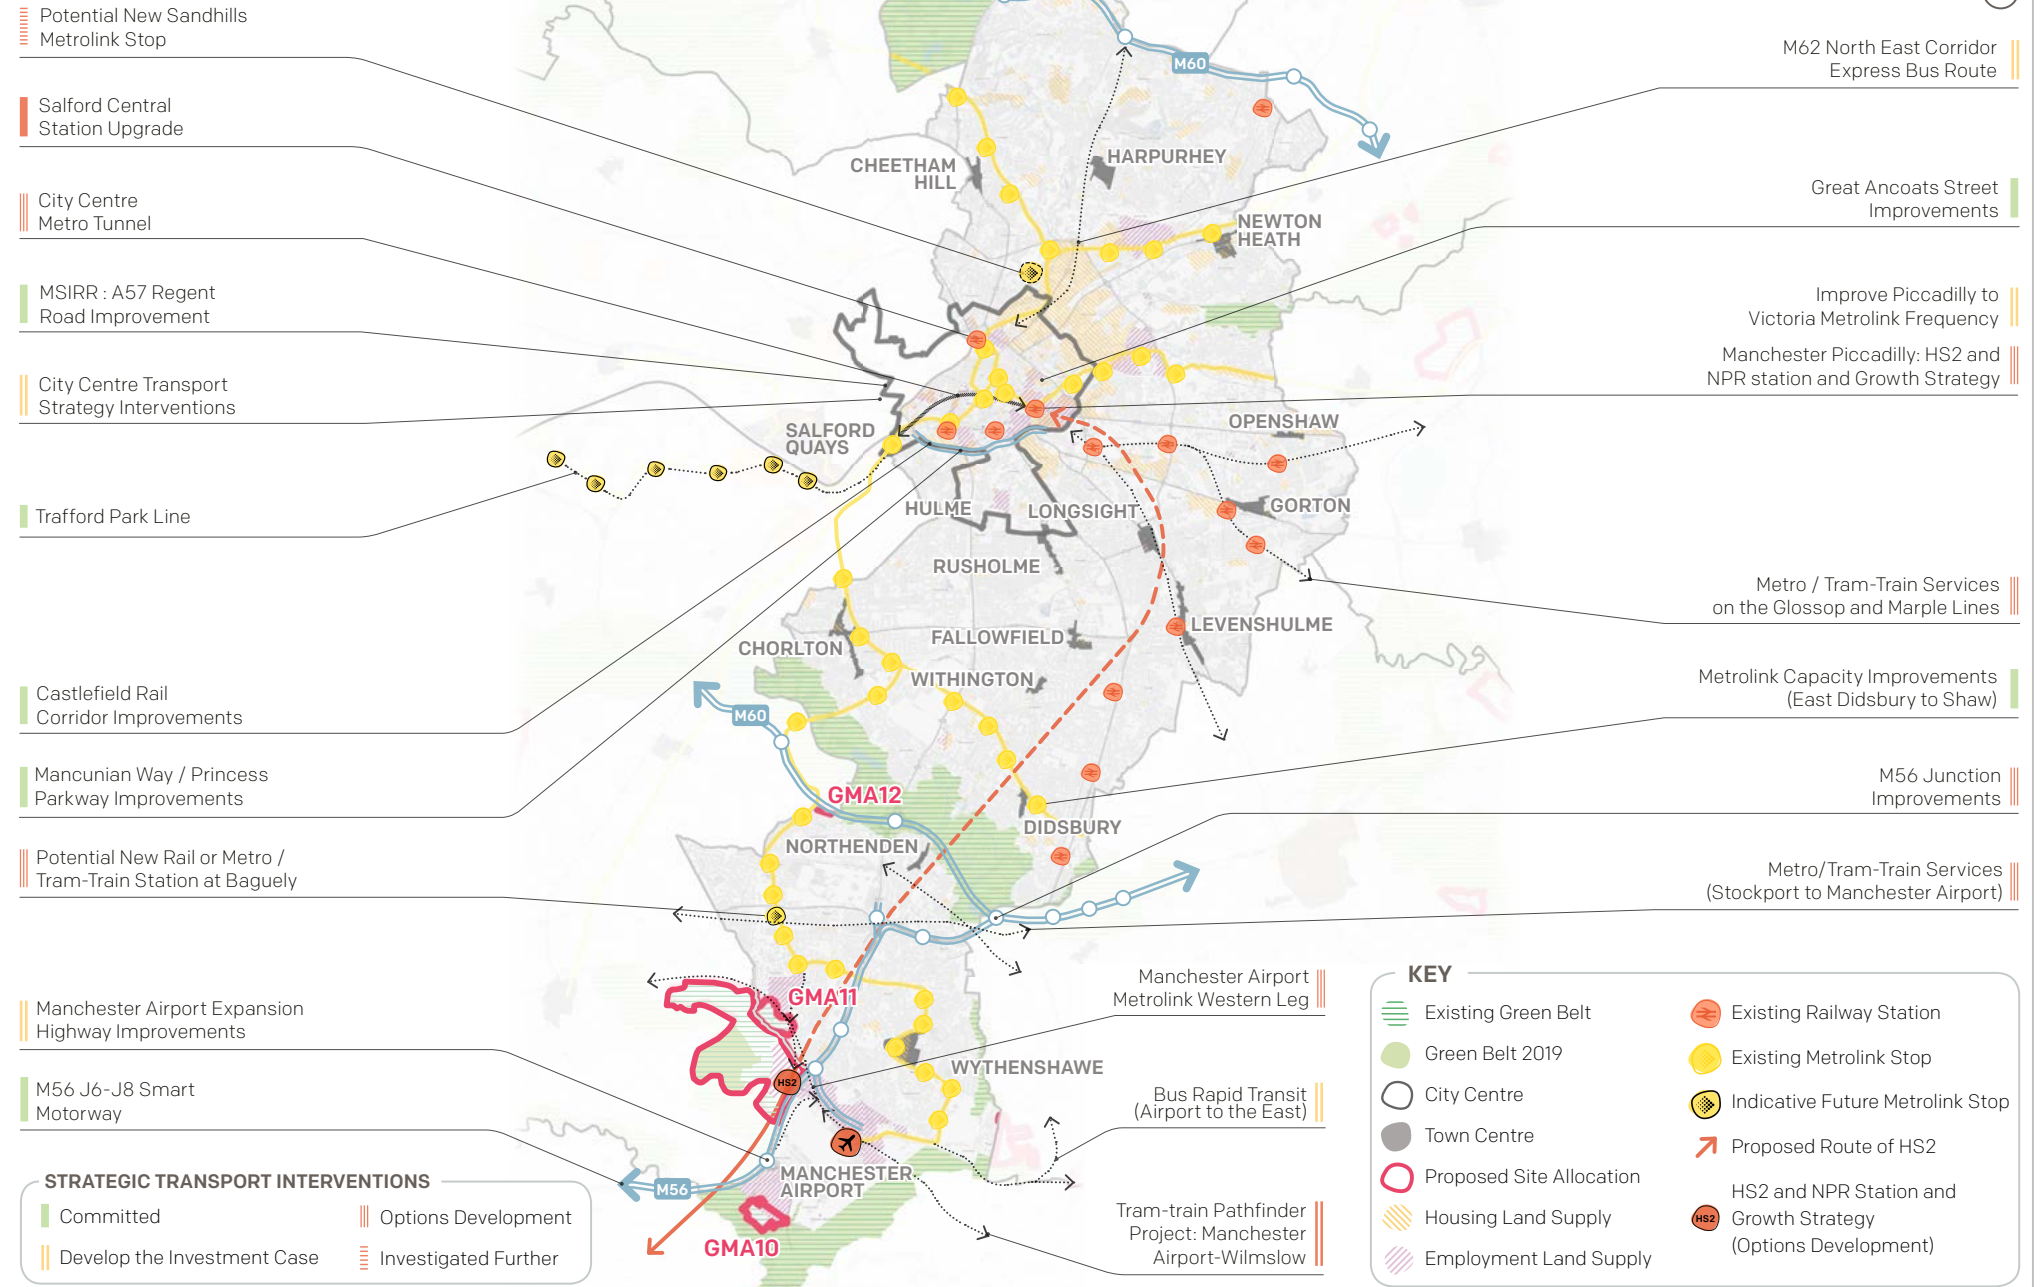 Potential New Sandhills
Metrolink Stop
Salford Central
Station Upgrade
City Centre
Metro Tunnel
MSIRR : A57 Regent
Road Improvement
City Centre Transport
Strategy Interventions
Trafford Park Line
Castlefield Rail
Corridor Improvements
Mancunian Way / Princess
Parkway Improvements
Potential New Rail or Metro /
Tram-Train Station at Baguely
Manchester Airport Expansion
Highway Improvements
M56 J6-J8 Smart
Motorway
STRATEGIC TRANSPORT INTERVENTIONS
Committed
Options Development
Develop the Investment Case
Investigated Further
M60
CHEETHAM
HILL
HARPURHEY
NEWTON
HEATH
SALFORD
QUAYS
OPENSHAW
HULME
LONGSIGHT
GORTON
RUSHOLME
CHORLTON
FALLOWFIELD
LEVENSHULME
WITHINGTON
M60
GMA12
DIDSBURY
NORTHENDEN
GMA11
HS2
WYTHENSHAWE
MANCHESTER
AIRPORT
M56
GMA10
M62 North East Corridor
Express Bus Route
Great Ancoats Street
Improvements
Improve Piccadilly to
Victoria Metrolink Frequency
Manchester Piccadilly: HS2 and
NPR station and Growth Strategy
Metro / Tram-Train Services
on the Glossop and Marple Lines
Metrolink Capacity Improvements
(East Didsbury to Shaw)
M56 Junction
Improvements
Metro/Tram-Train Services
(Stockport to Manchester Airport)
Manchester Airport
Metrolink Western Leg
Bus Rapid Transit
(Airport to the East)
Tram-train Pathfinder
Project: Manchester
Airport-Wilmslow
KEY
Existing Green Belt
Green Belt 2019
City Centre
Town Centre
Proposed Site Allocation
Housing Land Supply
Employment Land Supply
Existing Railway Station
Existing Metrolink Stop
Indicative Future Metrolink Stop
Proposed Route of HS2
HS2
HS2 and NPR Station and
Growth Strategy
(Options Development)